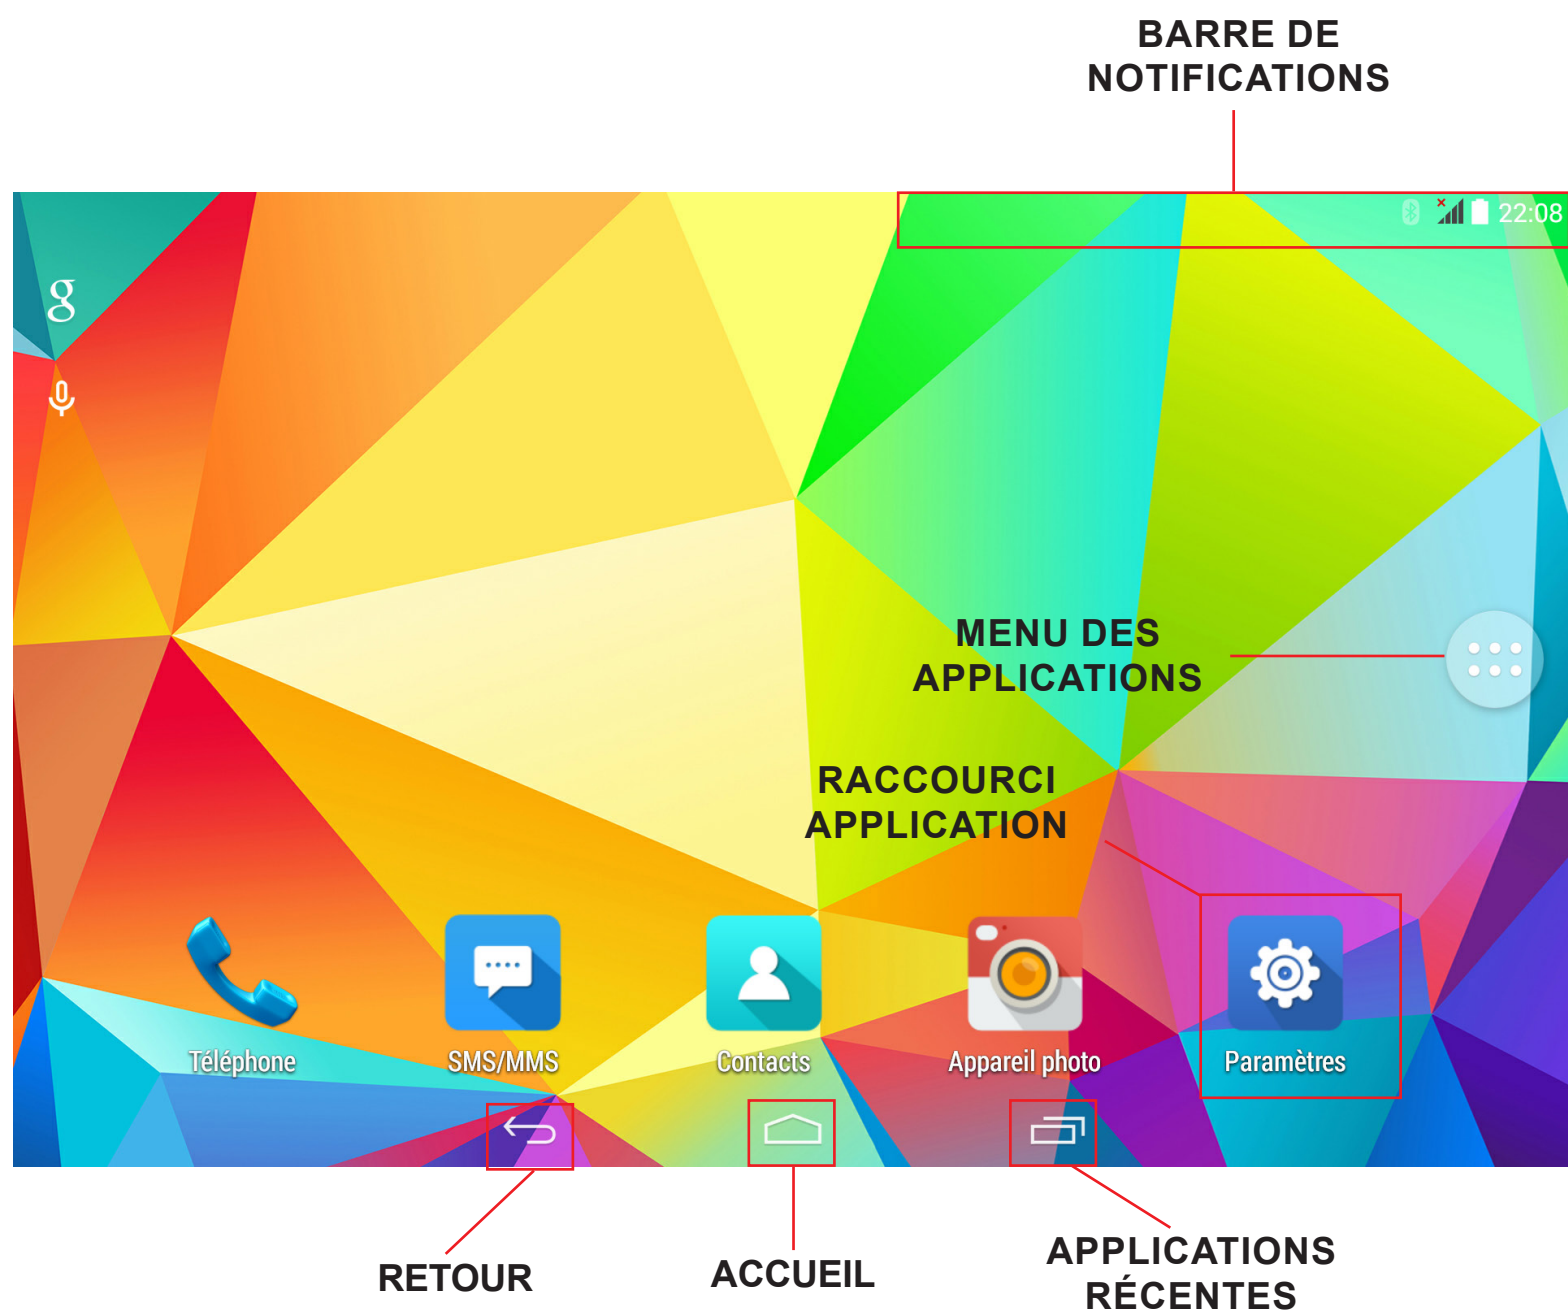 BARRE DE
NOTIFICATIONS
22:08
g
MENU DES
APPLICATIONS
RACCOURCI
APPLICATION
Téléphone
SMS/MMS
Contacts
Appareil photo
Paramètres
RETOUR
ACCUEIL
APPLICATIONS
RÉCENTES